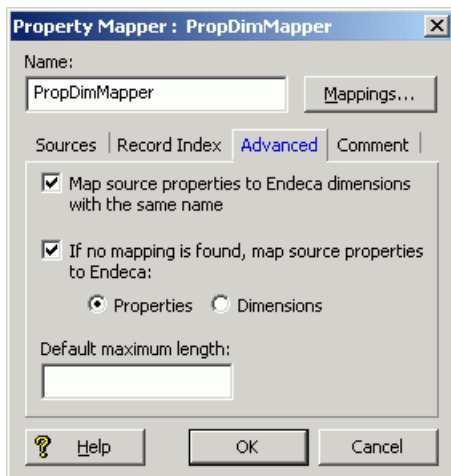 Property Mapper : PropDimMapper
Name:
PropDimMapper
Mappings...
Sources
Record Index
Advanced
Comment
Map source properties to Endeca dimensions
with the same name
If no mapping is found, map source properties
to Endeca:
Properties
Dimensions
Default maximum length:
? Help
OK
Cancel